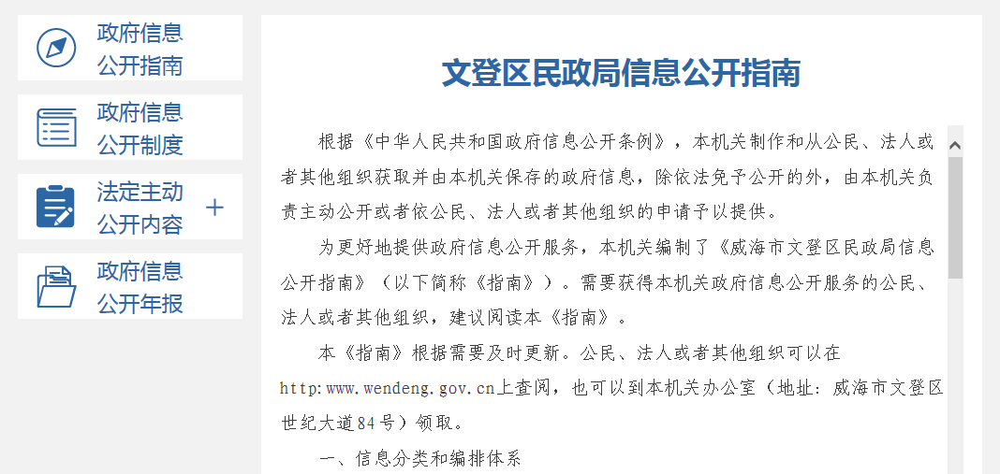 政府信息
公开指南
政府信息
公开制度
法定主动
公开内容
政府信息
公开年报
文登区民政局信息公开指南
根据《中华人民共和国政府信息公开条例》，本机关制作和从公民、法人或
者其他组织获取并由本机关保存的政府信息，除依法免予公开的外，由本机关负
责主动公开或者依公民、法人或者其他组织的申请予以提供。
为更好地提供政府信息公开服务，本机关编制了《威海市文登区民政局信息
公开指南》（以下简称《指南》）。需要获得本机关政府信息公开服务的公民、
法人或者其他组织，建议阅读本《指南》。
本《指南》根据需要及时更新。公民、法人或者其他组织可以在
http:www.wendeng.gov.cn上查阅，也可以到本机关办公室（地址：威海市文登区
世纪大道84号）领取。
一、信息分类和编排体系